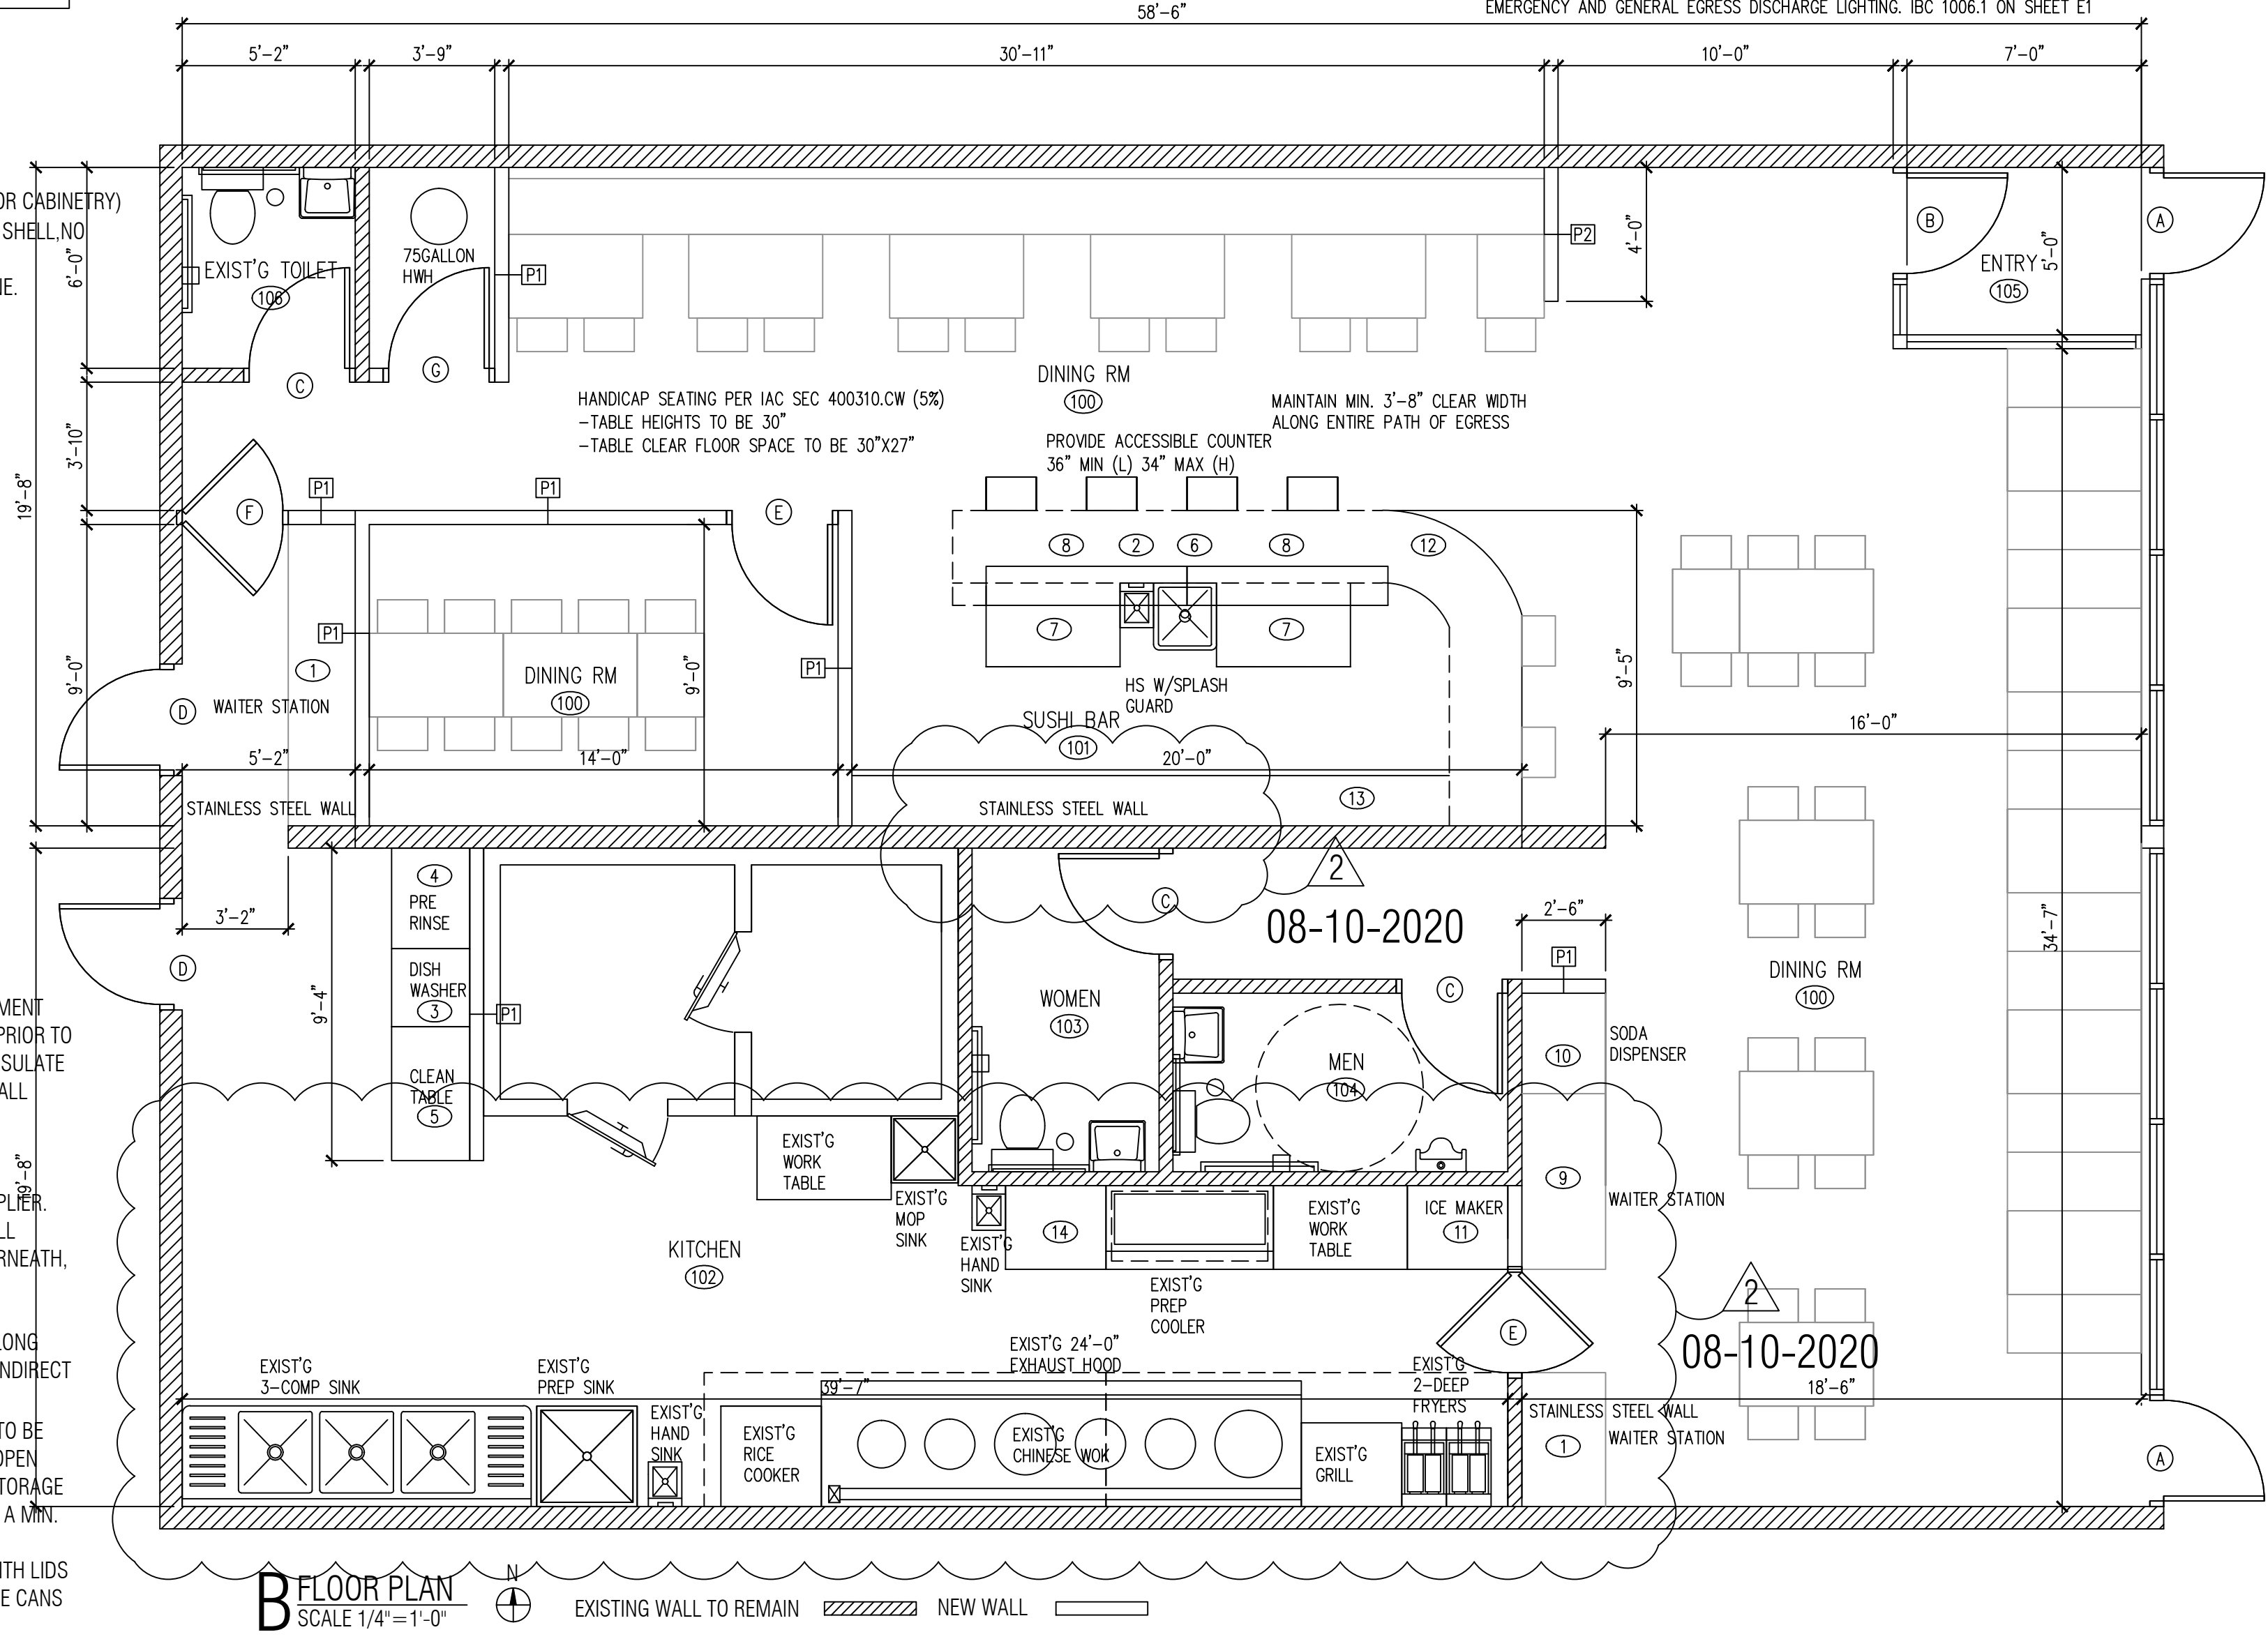 58'-6"
EMERGENCY AND GENERAL EGRESS DISCHARGE LIGHTING. IBC 1006.1 ON SHEET E1
5'-2"
3'-9"
30'-11"
10'-0"
7'-0"
OR CABINETRY)
SHELL,NO
NE.
6'-0"
3'-10"
19'-8"
9'-0"
EXIST'G TOILET
106
75GALLON
HWH
P1
C
G
P2
4'-0"
B
A
ENTRY
105
5'-0"
DINING RM
100
HANDICAP SEATING PER IAC SEC 400310.CW (5%)
-TABLE HEIGHTS TO BE 30"
-TABLE CLEAR FLOOR SPACE TO BE 30"X27"
MAINTAIN MIN. 3'-8" CLEAR WIDTH
ALONG ENTIRE PATH OF EGRESS
PROVIDE ACCESSIBLE COUNTER
36" MIN (L) 34" MAX (H)
F
P1
P1
E
8
2
6
8
12
P1
1
7
7
DINING RM
100
9'-0"
P1
9'-5"
D
WAITER STATION
HS W/SPLASH
GUARD
SUSHI BAR
101
16'-0"
5'-2"
14'-0"
20'-0"
STAINLESS STEEL WALL
STAINLESS STEEL WALL
13
4
PRE
RINSE
2
08-10-2020
C
3'-2"
2'-6"
34'-7"
D
DISH
WASHER
3
P1
9'-4"
P1
C
WOMEN
103
DINING RM
100
MENT
PRIOR TO
SULATE
ALL
SODA
DISPENSER
10
MEN
104
CLEAN
TABLE
5
EXIST'G
WORK
TABLE
19'-8"
PLIER.
LL
RNEATH,
9
WAITER STATION
EXIST'G
MOP
SINK
14
EXIST'G
WORK
TABLE
ICE MAKER
11
EXIST'G
HAND
SINK
KITCHEN
102
EXIST'G
PREP
COOLER
2
08-10-2020
E
LONG
INDIRECT
EXIST'G 24'-0"
EXHAUST HOOD
EXIST'G
3-COMP SINK
EXIST'G
PREP SINK
39'-7"
EXIST'G
2-DEEP
FRYERS
18'-6"
STAINLESS STEEL WALL
WAITER STATION
1
A
EXIST'G
HAND
SINK
EXIST'G
RICE
COOKER
EXIST'G
CHINESE WOK
EXIST'G
GRILL
TO BE
OPEN
STORAGE
A MIN.
ITH LIDS
E CANS
B FLOOR PLAN
SCALE 1/4"=1'-0"
N
EXISTING WALL TO REMAIN
NEW WALL